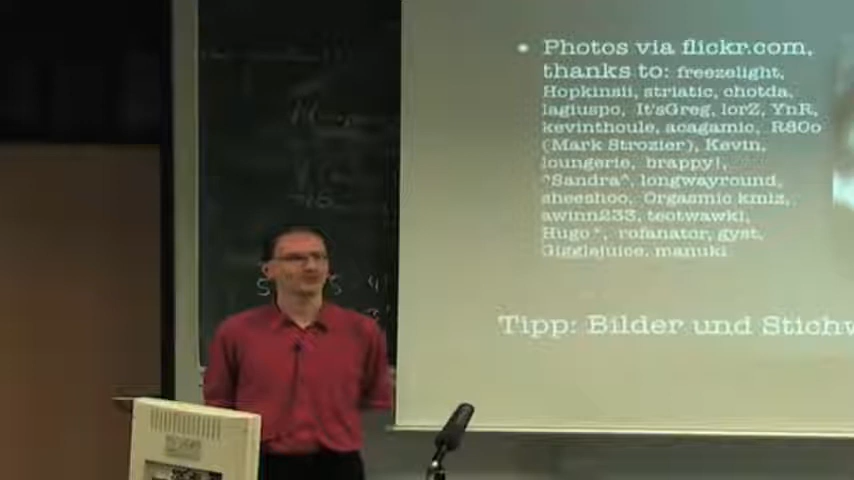 Photos via flickr.com,
thanks to: freezelight,
Hopkinsii, striatic, chotda,
lagiuspo, It'sGreg, lorZ, YnR,
kevinthoule, acagamic, R80o
(Mark Strozier), Kevin,
loungerie, brappy!,
^Sandra^, longwayround,
sheeshoo, Orgasmic kmlz,
awinn233, teotwawki,
Hugo*, rofanator, gyst,
Gigglejuice, manuki
Tipp: Bilder und Stichw